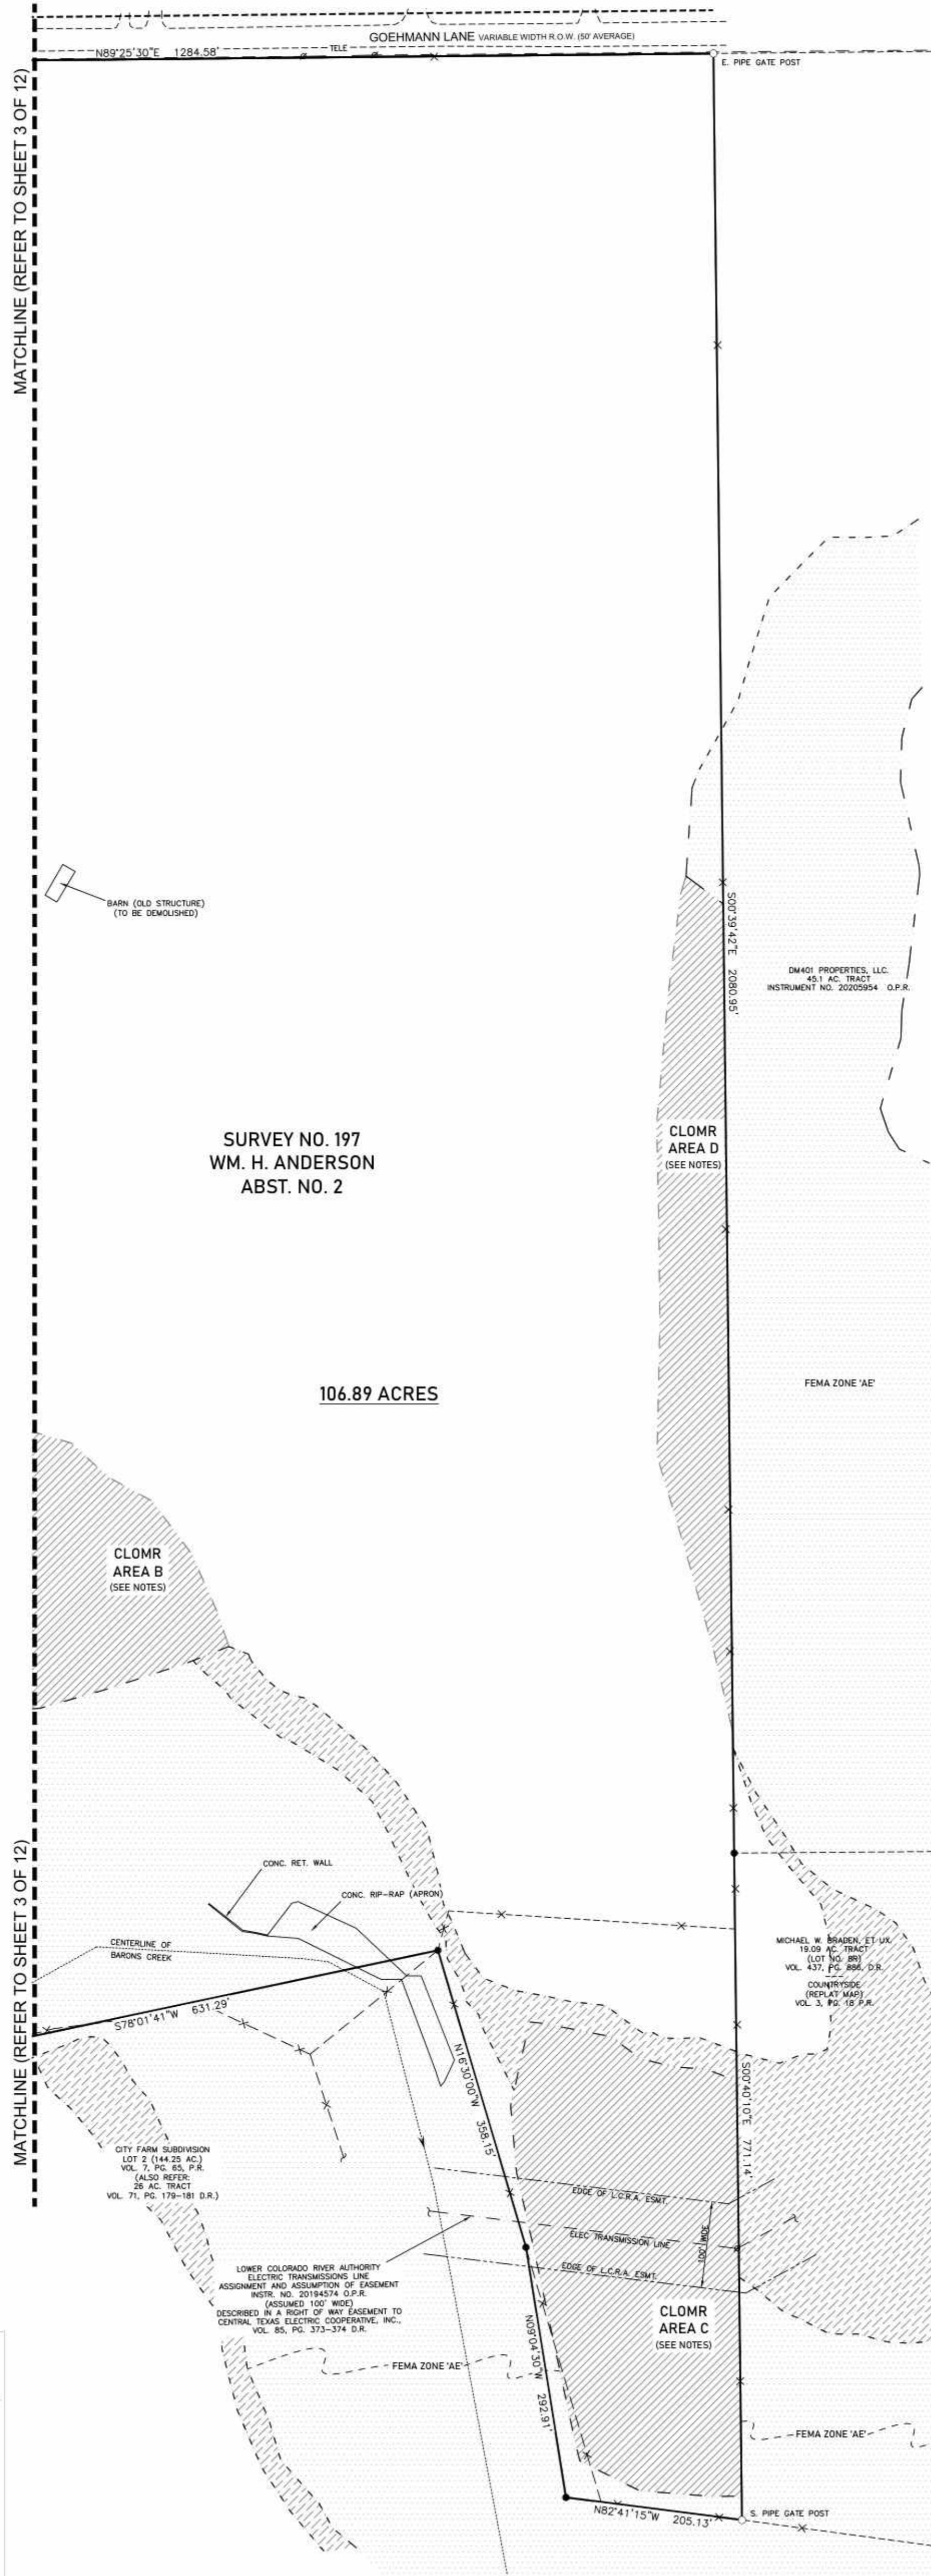 GOEHMANN LANE VARIABLE WIDTH R.O.W. (50' AVERAGE)
N89°25'30"E 1284.58'
TELE
E. PIPE GATE POST
MATCHLINE (REFER TO SHEET 3 OF 12)
BARN (OLD STRUCTURE)
(TO BE DEMOLISHED)
S00°39'42"E 2080.95'
DM401 PROPERTIES, LLC.
45.1 AC. TRACT
INSTRUMENT NO. 20205954 O.P.R.
SURVEY NO. 197
WM. H. ANDERSON
ABST. NO. 2
CLOMR
AREA D
(SEE NOTES)
106.89 ACRES
FEMA ZONE 'AE'
CLOMR
AREA B
(SEE NOTES)
MATCHLINE (REFER TO SHEET 3 OF 12)
CONC. RET. WALL
CONC. RIP-RAP (APRON)
CENTERLINE OF
BARONS CREEK
MICHAEL W. BRADEN, ET UX
19.09 AC. TRACT
(LOT NO. 8R)
VOL. 437, PG. 886, D.R.
COUNTRYSIDE
(REPLAT MAP)
VOL. 3, PG. 18 P.R.
S78°01'41"W 631.29'
N16°30'00"W 358.15'
S00°40'10"E 771.14'
CITY FARM SUBDIVISION
LOT 2 (144.25 AC.)
VOL. 7, PG. 65, P.R.
(ALSO REFER:
26 AC. TRACT
VOL. 71, PG. 179-181 D.R.)
EDGE OF L.C.R.A. ESMT.
ELEC TRANSMISSION LINE
100' WIDE
EDGE OF L.C.R.A. ESMT.
LOWER COLORADO RIVER AUTHORITY
ELECTRIC TRANSMISSIONS LINE
ASSIGNMENT AND ASSUMPTION OF EASEMENT
INSTR. NO. 20194574 O.P.R.
(ASSUMED 100' WIDE)
DESCRIBED IN A RIGHT OF WAY EASEMENT TO
CENTRAL TEXAS ELECTRIC COOPERATIVE, INC.,
VOL. 85, PG. 373-374 D.R.
CLOMR
AREA C
(SEE NOTES)
N09°04'30"W 292.91'
FEMA ZONE 'AE'
FEMA ZONE 'AE'
N82°41'15"W 205.13'
S. PIPE GATE POST